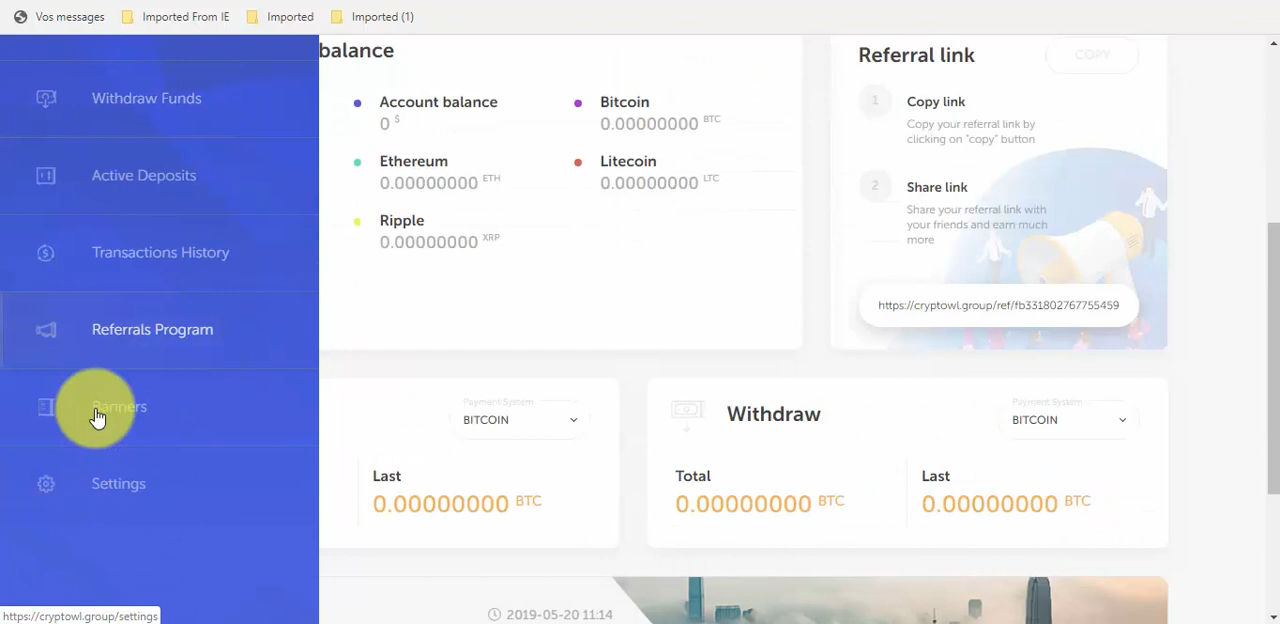 Vos messages
Imported From IE
Imported
Imported (1)
Withdraw Funds
Active Deposits
Transactions History
Referrals Program
Banners
Settings
https://cryptowl.group/settings
balance
Account balance
0 $
Bitcoin
0.00000000 BTC
Ethereum
0.00000000 ETH
Litecoin
0.00000000 LTC
Ripple
0.00000000 XRP
Referral link
COPY
1
Copy link
Copy your referral link by
clicking on "copy" button
2
Share link
Share your referral link with
your friends and earn much
more
https://cryptowl.group/ref/fb331802767755459
Payment System
BITCOIN
Last
0.00000000 BTC
Withdraw
Payment System
BITCOIN
Total
0.00000000 BTC
Last
0.00000000 BTC
2019-05-20 11:14